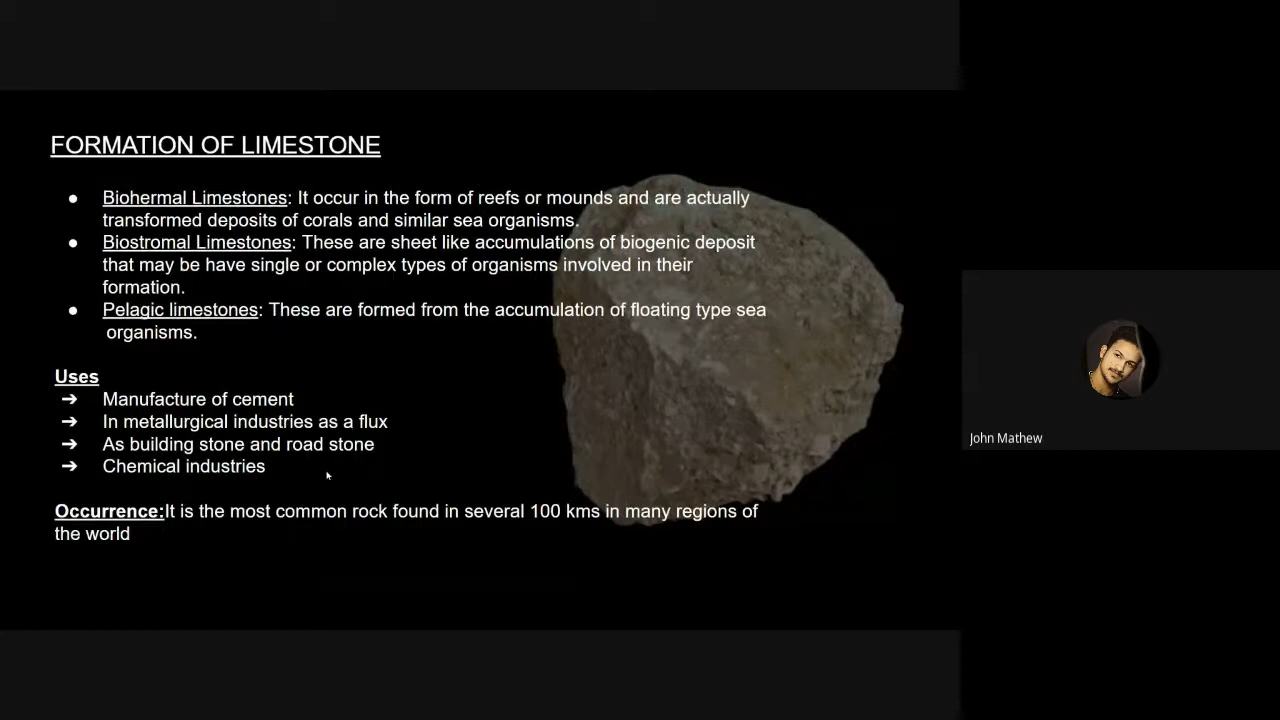 FORMATION OF LIMESTONE
● Biohermal Limestones: It occur in the form of reefs or mounds and are actually
transformed deposits of corals and similar sea organisms.
● Biostromal Limestones: These are sheet like accumulations of biogenic deposit
that may be have single or complex types of organisms involved in their
formation.
● Pelagic limestones: These are formed from the accumulation of floating type sea
organisms.
Uses
➔ Manufacture of cement
➔ In metallurgical industries as a flux
➔ As building stone and road stone
➔ Chemical industries
Occurrence:It is the most common rock found in several 100 kms in many regions of
the world
John Mathew